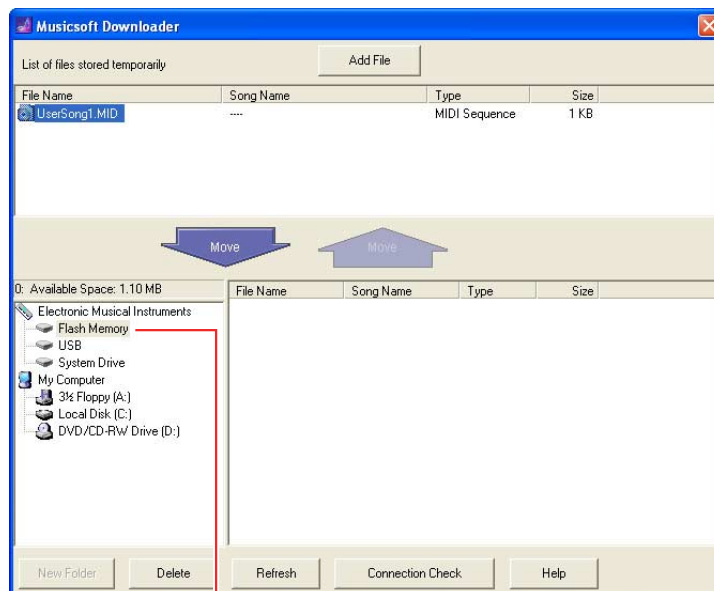 Musicsoft Downloader
List of files stored temporarily
Add File
File Name Song Name Type Size
UserSong1.MID ---- MIDI Sequence 1 KB
Move Move
0: Available Space: 1.10 MB
File Name Song Name Type Size
Electronic Musical Instruments
Flash Memory
USB
System Drive
My Computer
3½ Floppy (A:)
Local Disk (C:)
DVD/CD-RW Drive (D:)
New Folder Delete Refresh Connection Check Help